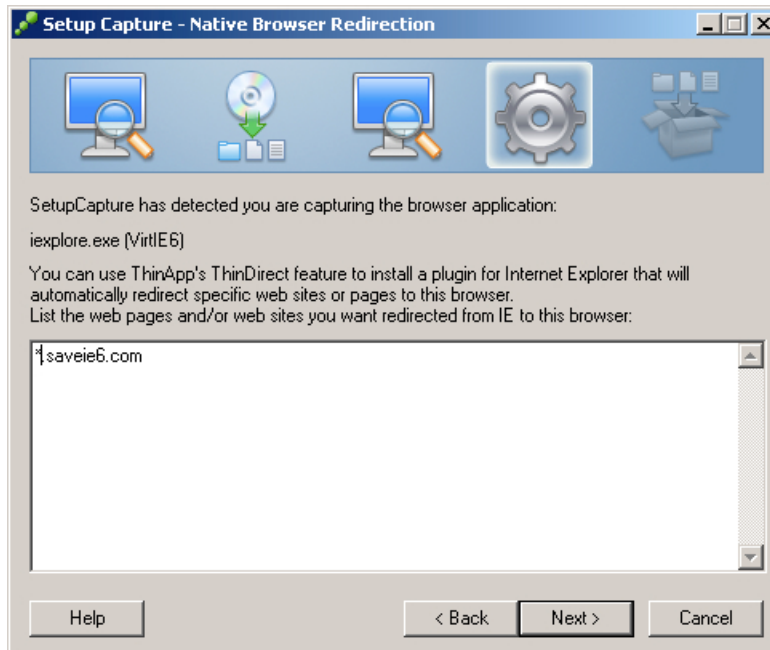 Setup Capture - Native Browser Redirection
SetupCapture has detected you are capturing the browser application:
iexplore.exe (VirtIE6)
You can use ThinApp's ThinDirect feature to install a plugin for Internet Explorer that will
automatically redirect specific web sites or pages to this browser.
List the web pages and/or web sites you want redirected from IE to this browser:
*.saveie6.com
Help
< Back
Next >
Cancel